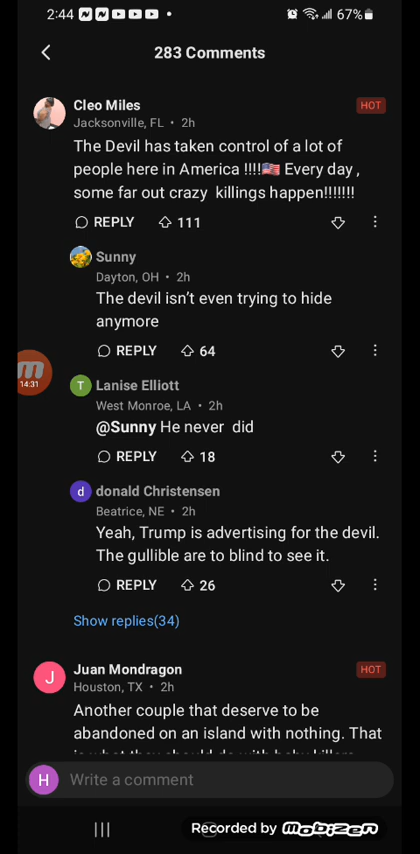 2:44
67%
283 Comments
Cleo Miles
HOT
Jacksonville, FL • 2h
The Devil has taken control of a lot of
people here in America !!!!🇺🇸 Every day ,
some far out crazy killings happen!!!!!!!
REPLY 111
Sunny
Dayton, OH • 2h
The devil isn't even trying to hide
anymore
REPLY 64
14:31
T Lanise Elliott
West Monroe, LA • 2h
@Sunny He never did
REPLY 18
d donald Christensen
Beatrice, NE • 2h
Yeah, Trump is advertising for the devil.
The gullible are to blind to see it.
REPLY 26
Show replies(34)
J Juan Mondragon
HOT
Houston, TX • 2h
Another couple that deserve to be
abandoned on an island with nothing. That
H Write a comment
Recorded by mobizen